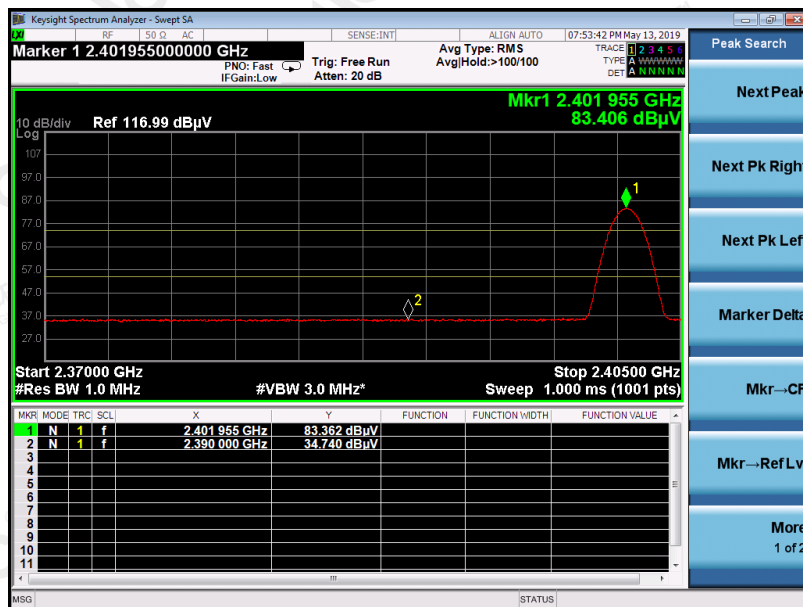 Keysight Spectrum Analyzer - Swept SA
LXI RF 50 Ω AC SENSE:INT ALIGN AUTO 07:53:42 PM May 13, 2019
Marker 1 2.401955000000 GHz
PNO: Fast
IFGain:Low
Trig: Free Run
Atten: 20 dB
Avg Type: RMS
Avg|Hold:>100/100
TRACE 1 2 3 4 5 6
TYPE A WWWWW
DET A N N N N N
Mkr1 2.401 955 GHz
83.406 dBµV
10 dB/div Ref 116.99 dBµV
Log
107
97.0
87.0
77.0
67.0
57.0
47.0
37.0
27.0
1
2
Start 2.37000 GHz Stop 2.40500 GHz
#Res BW 1.0 MHz #VBW 3.0 MHz* Sweep 1.000 ms (1001 pts)
MKR MODE TRC SCL X Y FUNCTION FUNCTION WIDTH FUNCTION VALUE
1 N 1 f 2.401 955 GHz 83.362 dBµV
2 N 1 f 2.390 000 GHz 34.740 dBµV
3
4
5
6
7
8
9
10
11
MSG STATUS
Peak Search
Next Peak
Next Pk Right
Next Pk Left
Marker Delta
Mkr→CF
Mkr→Ref Lv
More
1 of 2